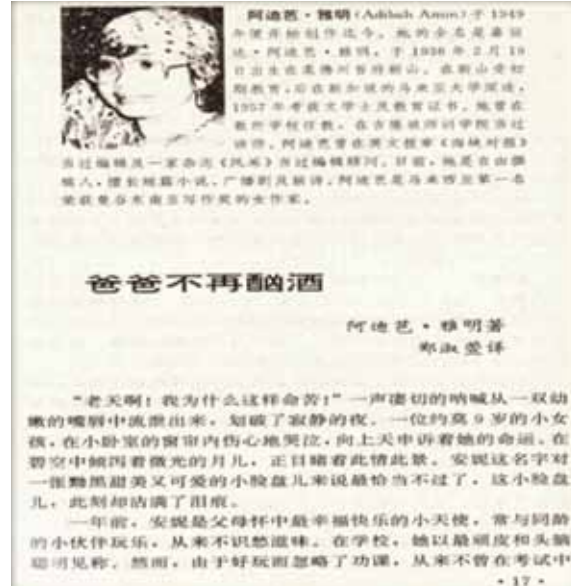 阿迪芭·雅明(Adibah Amin)于1949
年便开始创作迄今。她的全名是嘉丽
达·阿迪芭·雅明,于1936年2月19
日出生在柔佛州首府新山。在新山受初
期教育,后在新加坡的马来亚大学深造,
1957年考获文学士及教育证书。她曾在
数所学校任教,在吉隆坡师训学院当过
讲师。阿迪芭曾在英文报章《海峡时报》
当过编辑及一家杂志《风采》当过编辑顾问。目前,她是自由撰
稿人,擅长短篇小说、广播剧及新诗。阿迪芭是马来西亚第一名
荣获曼谷东南亚写作奖的女作家。
爸爸不再酗酒
阿迪芭·雅明著
郑淑萱译
“老天啊!我为什么这样命苦!”一声凄切的呐喊从一双幼
嫩的嘴唇中流泄出来,划破了寂静的夜。一位约莫9岁的小女
孩,在小卧室的窗帘内伤心地哭泣,向上天申诉着她的命运。在
碧空中倾泻着微光的月儿,正目睹着此情此景。安妮这名字对
一张黝黑甜美又可爱的小脸盘儿来说最恰当不过了,这小脸盘
儿,此刻却沾满了泪痕。
一年前,安妮是父母怀中最幸福快乐的小天使,常与同龄
的小伙伴玩乐,从来不识愁滋味。在学校,她以最顽皮和头脑
聪明见称。然而,由于好玩而忽略了功课,从来不曾在考试中
·17·